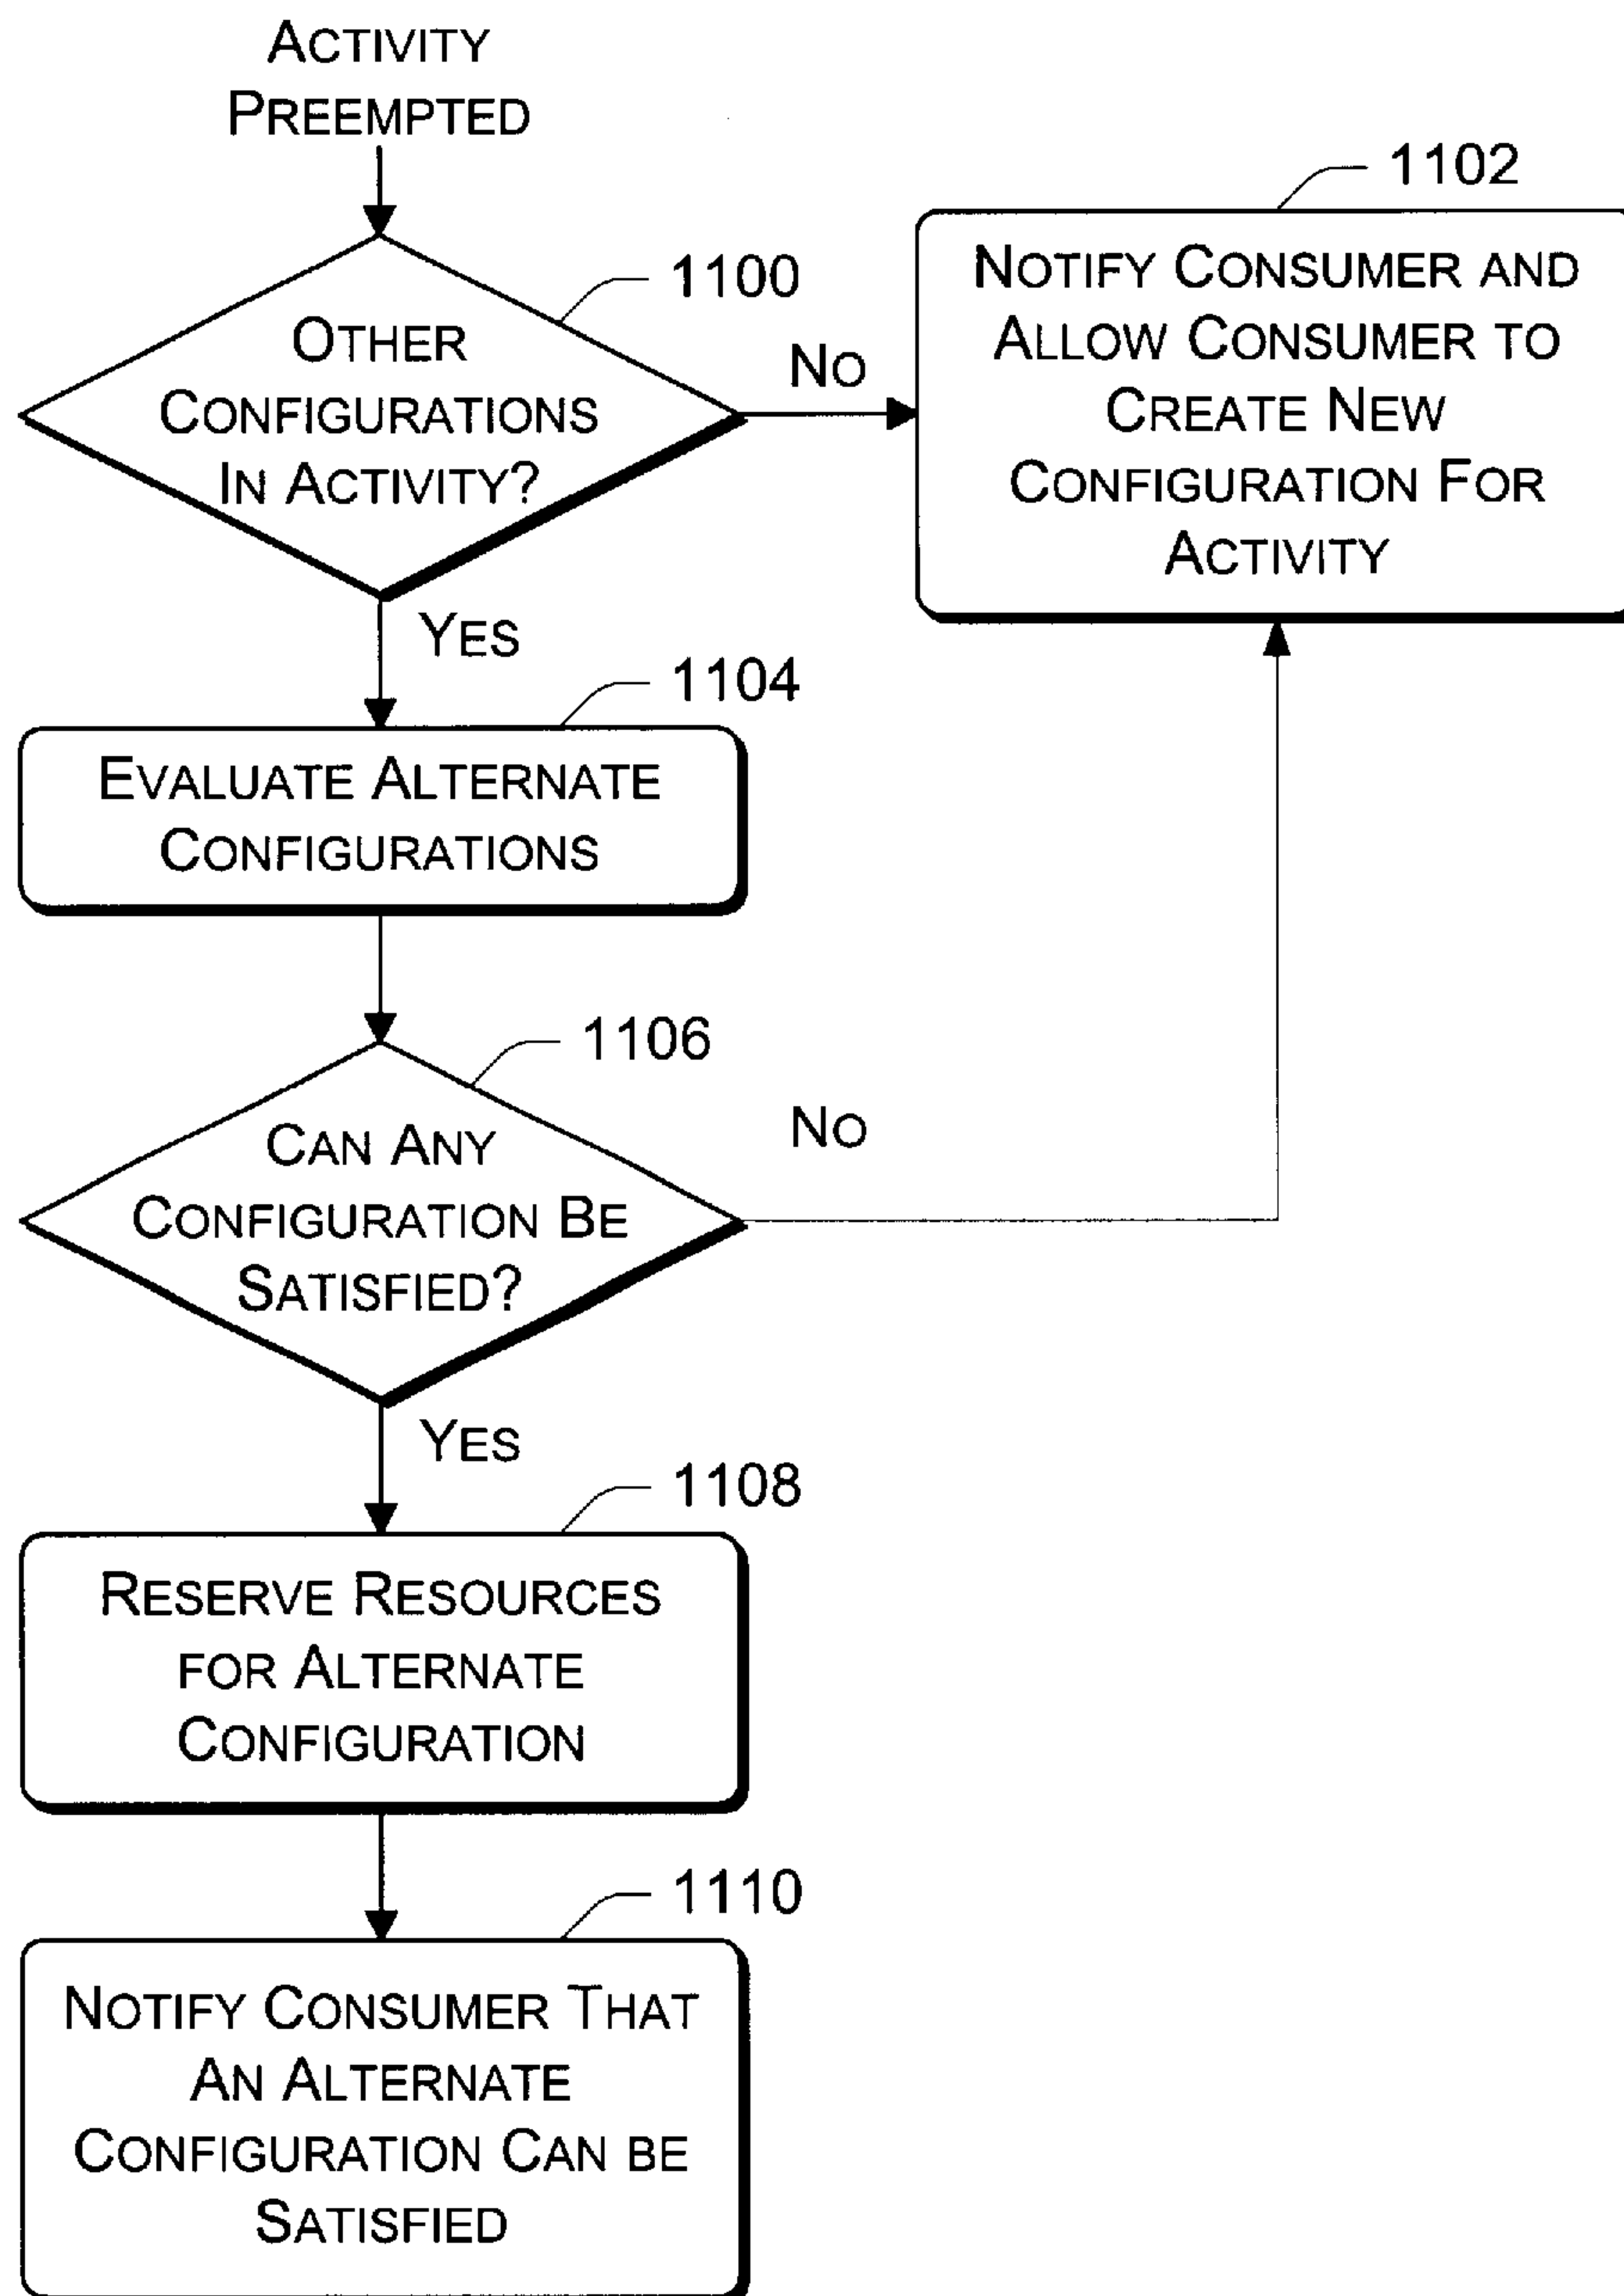 ACTIVITY
PREEMPTED
1100
OTHER
CONFIGURATIONS
IN ACTIVITY?
NO
1102
NOTIFY CONSUMER AND
ALLOW CONSUMER TO
CREATE NEW
CONFIGURATION FOR
ACTIVITY
YES
1104
EVALUATE ALTERNATE
CONFIGURATIONS
1106
CAN ANY
CONFIGURATION BE
SATISFIED?
NO
YES
1108
RESERVE RESOURCES
FOR ALTERNATE
CONFIGURATION
1110
NOTIFY CONSUMER THAT
AN ALTERNATE
CONFIGURATION CAN BE
SATISFIED